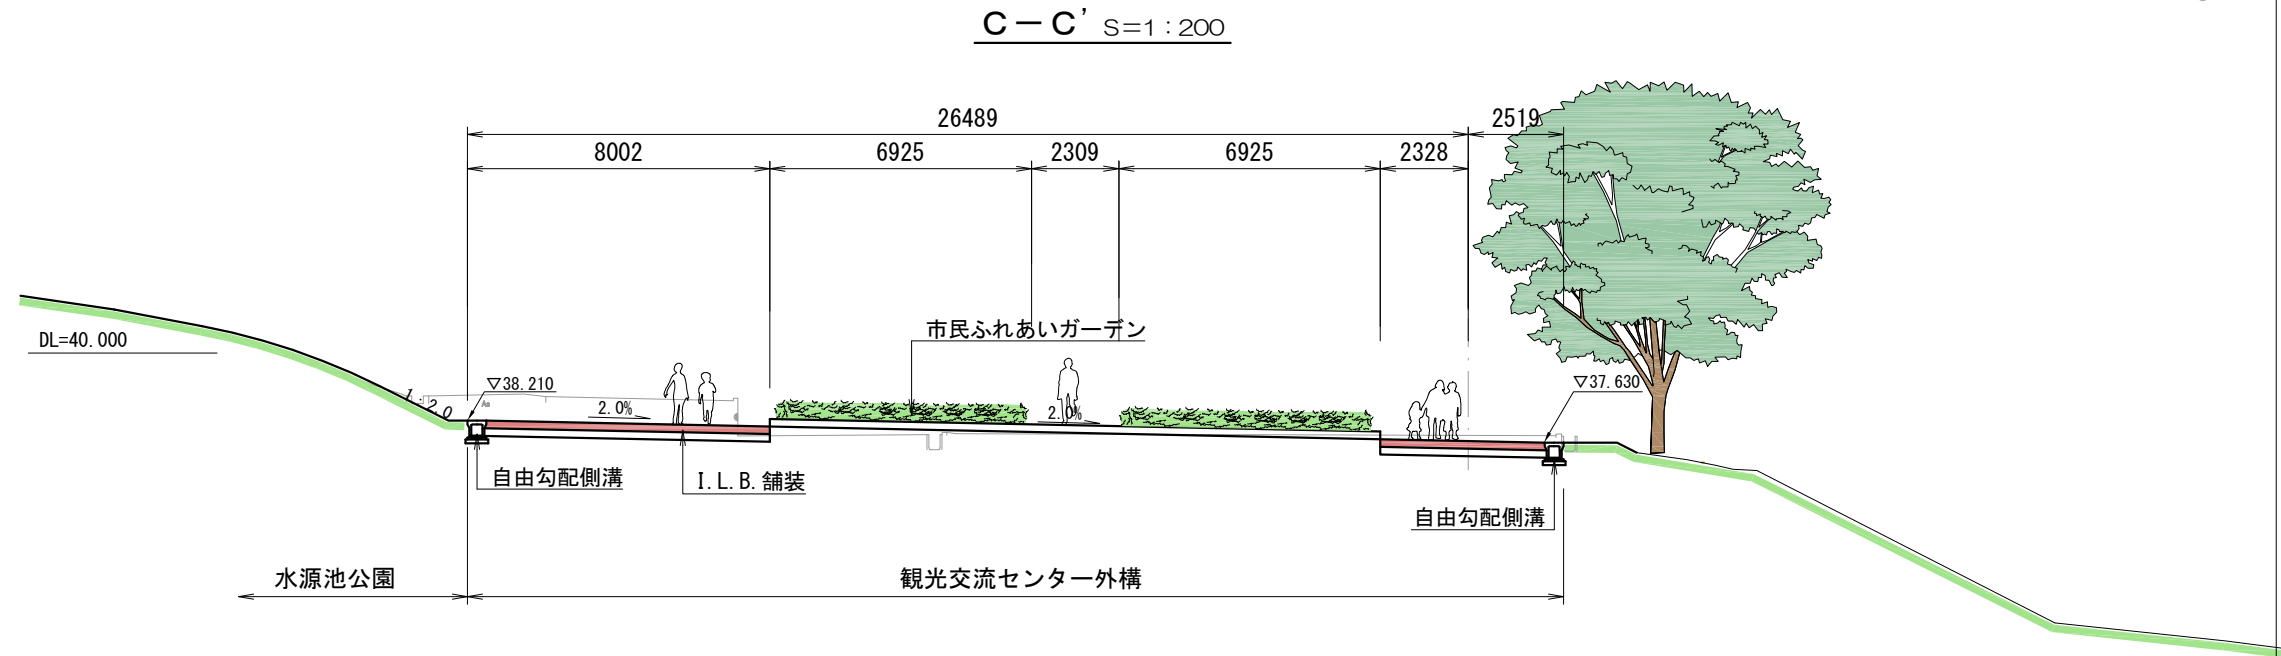 C-C' S=1:200
26489
2519
8002
6925
2309
6925
2328
市民ふれあいガーデン
DL=40.000
1:2.0
▽38.210
▽37.630
2.0%
2.0%
自由勾配側溝
I.L.B.舗装
自由勾配側溝
水源池公園
観光交流センター外構